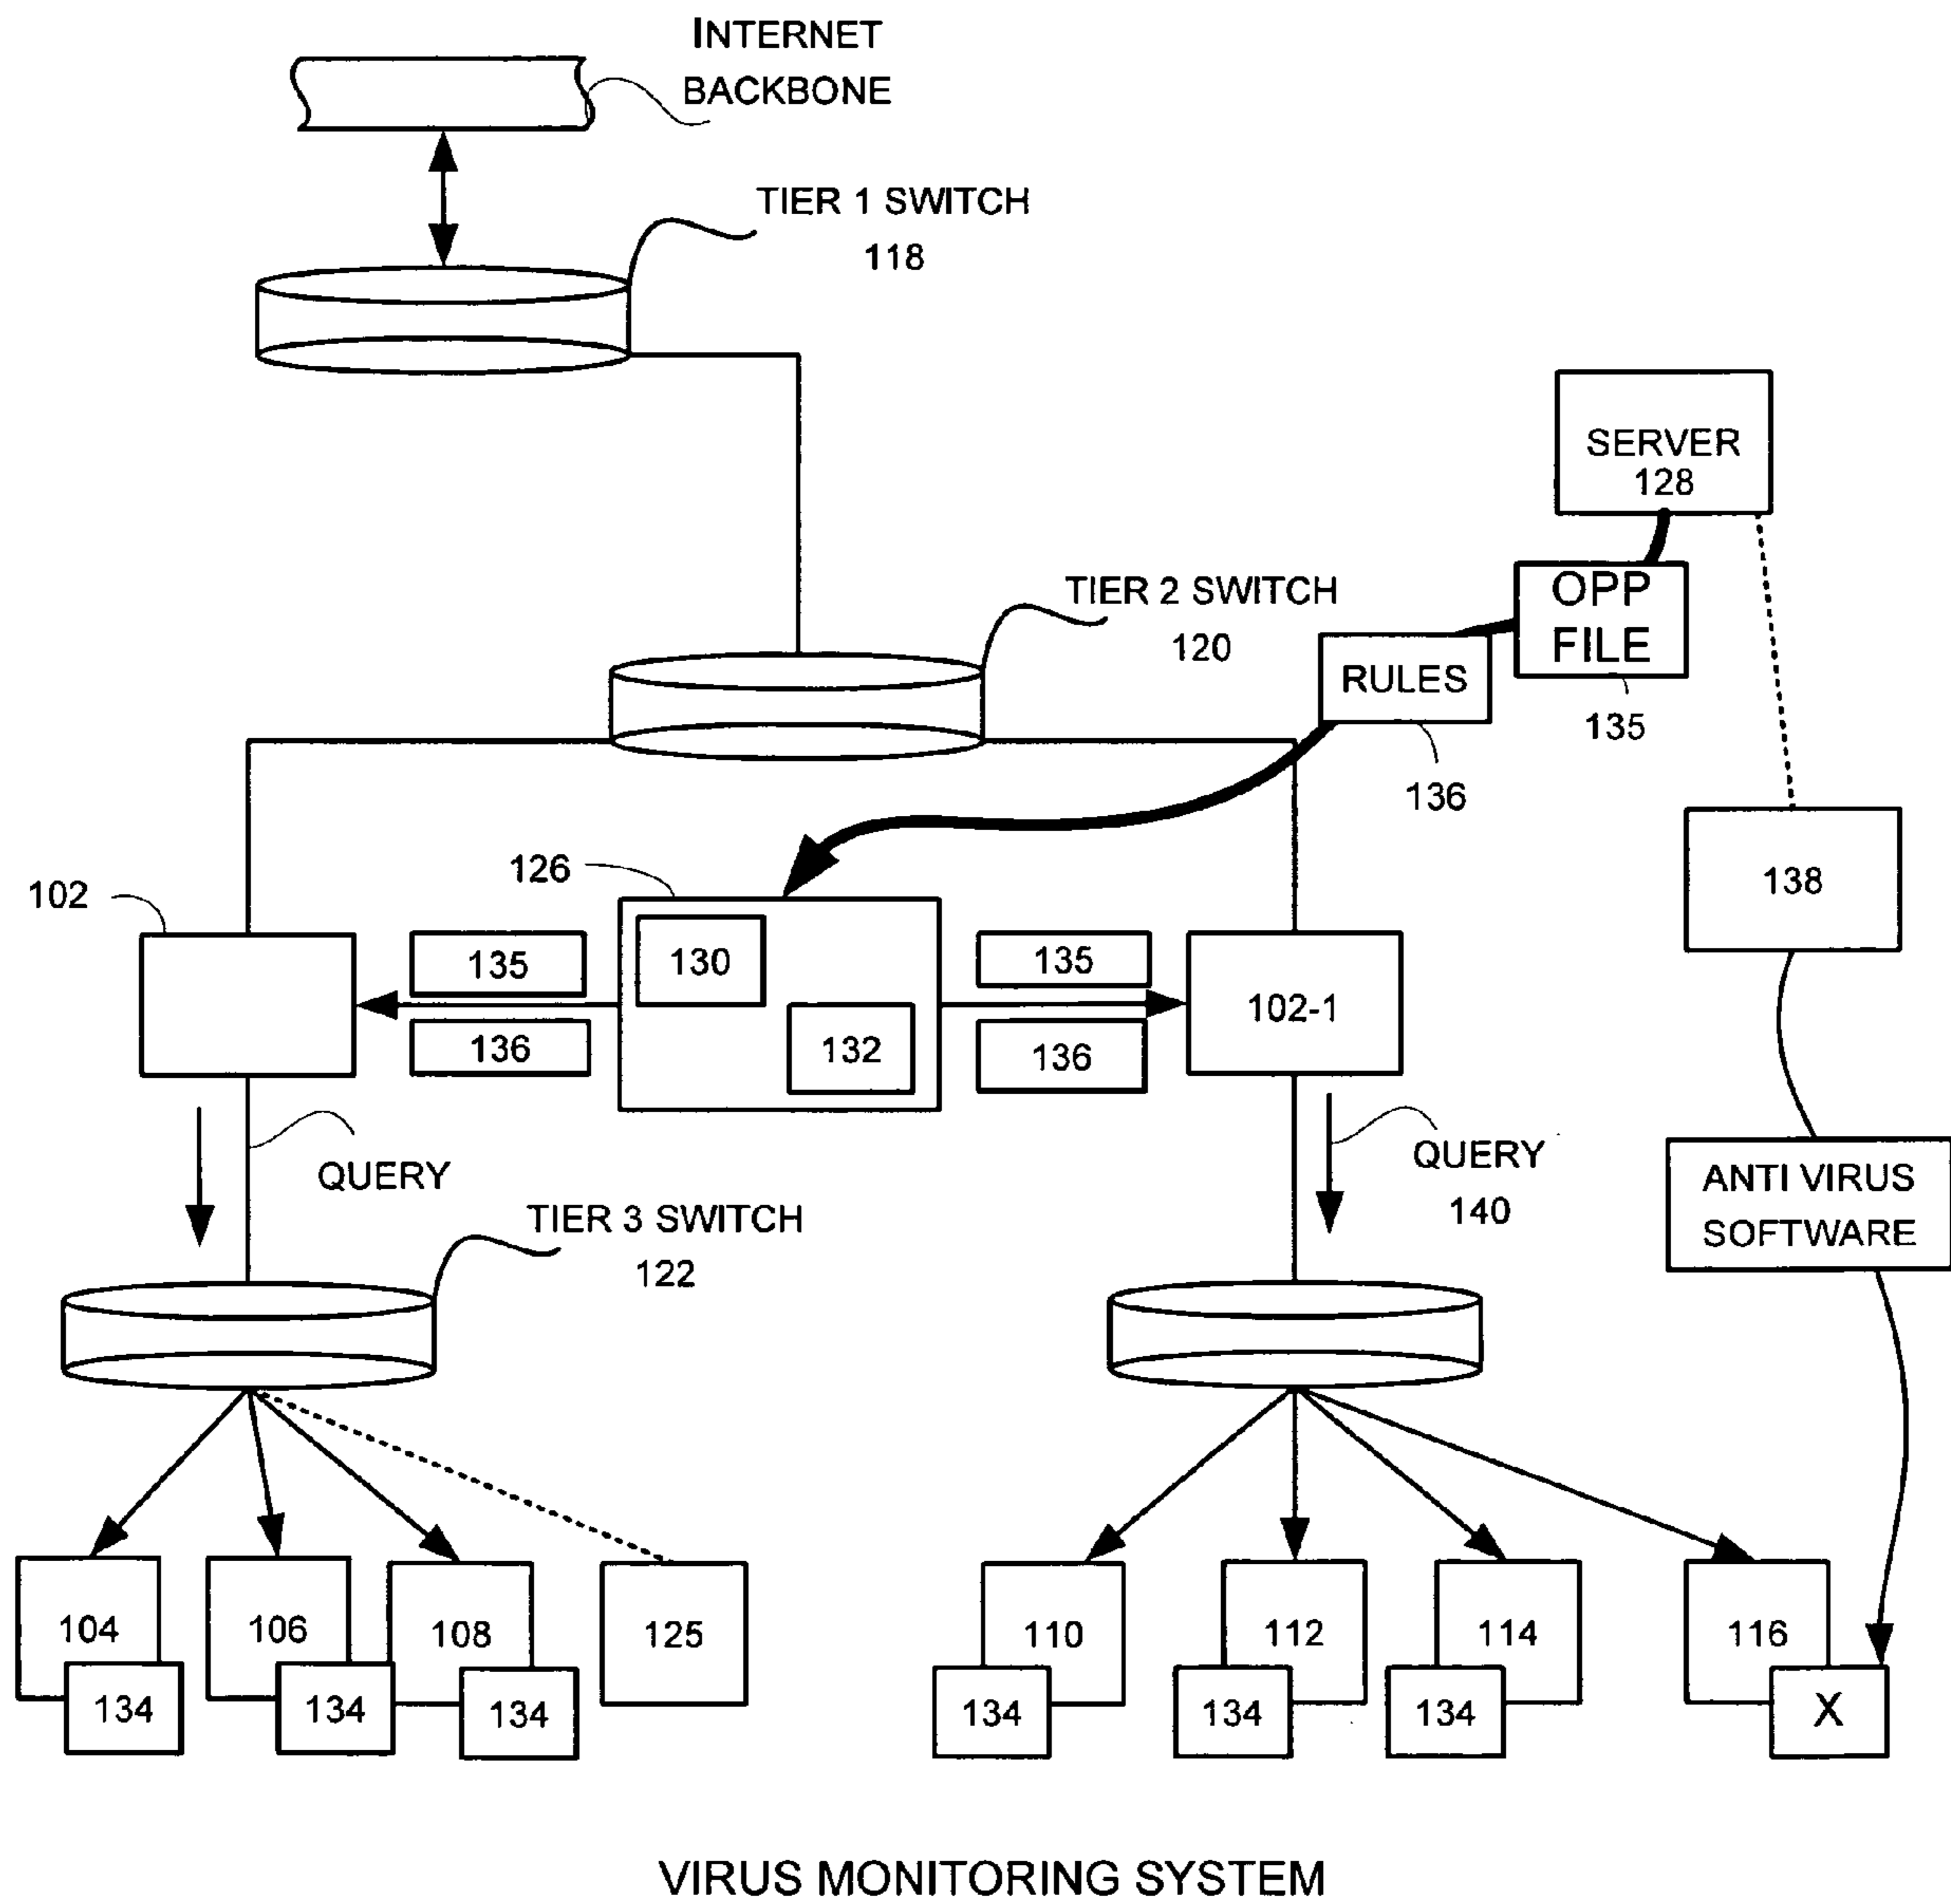 INTERNET
BACKBONE
TIER 1 SWITCH
118
SERVER
128
TIER 2 SWITCH
120
OPP
FILE
135
RULES
136
138
126
102
130
132
135
136
135
136
102-1
QUERY
QUERY
140
ANTI VIRUS
SOFTWARE
TIER 3 SWITCH
122
104
134
106
134
108
134
125
110
134
112
134
114
134
116
X
VIRUS MONITORING SYSTEM